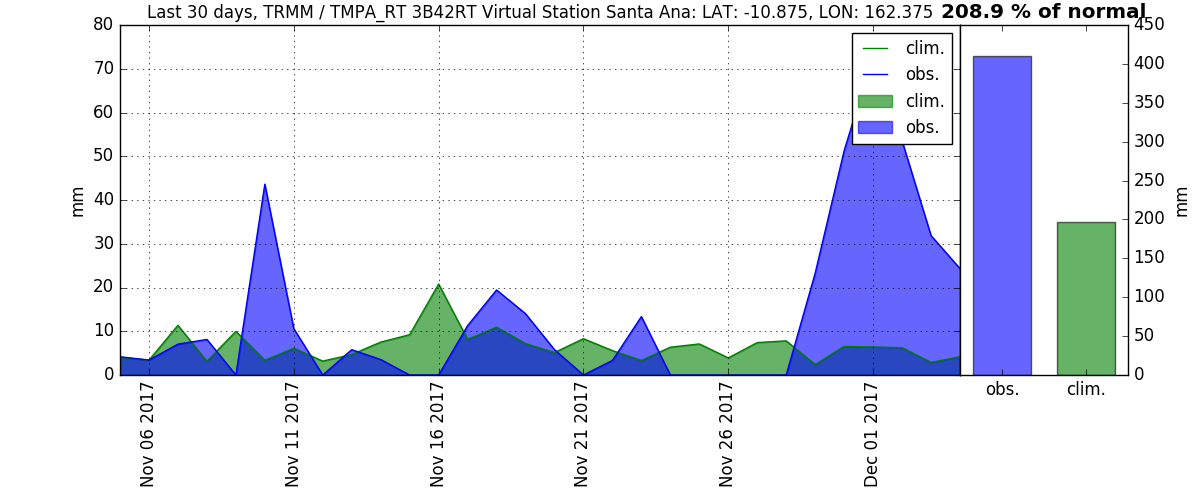 Last 30 days, TRMM / TMPA_RT 3B42RT Virtual Station Santa Ana: LAT: -10.875, LON: 162.375 208.9 % of normal
80
70
60
50
40
30
20
10
0
mm
clim.
obs.
clim.
obs.
450
400
350
300
250
200
150
100
50
0
mm
obs. clim.
Nov 06 2017
Nov 11 2017
Nov 16 2017
Nov 21 2017
Nov 26 2017
Dec 01 2017